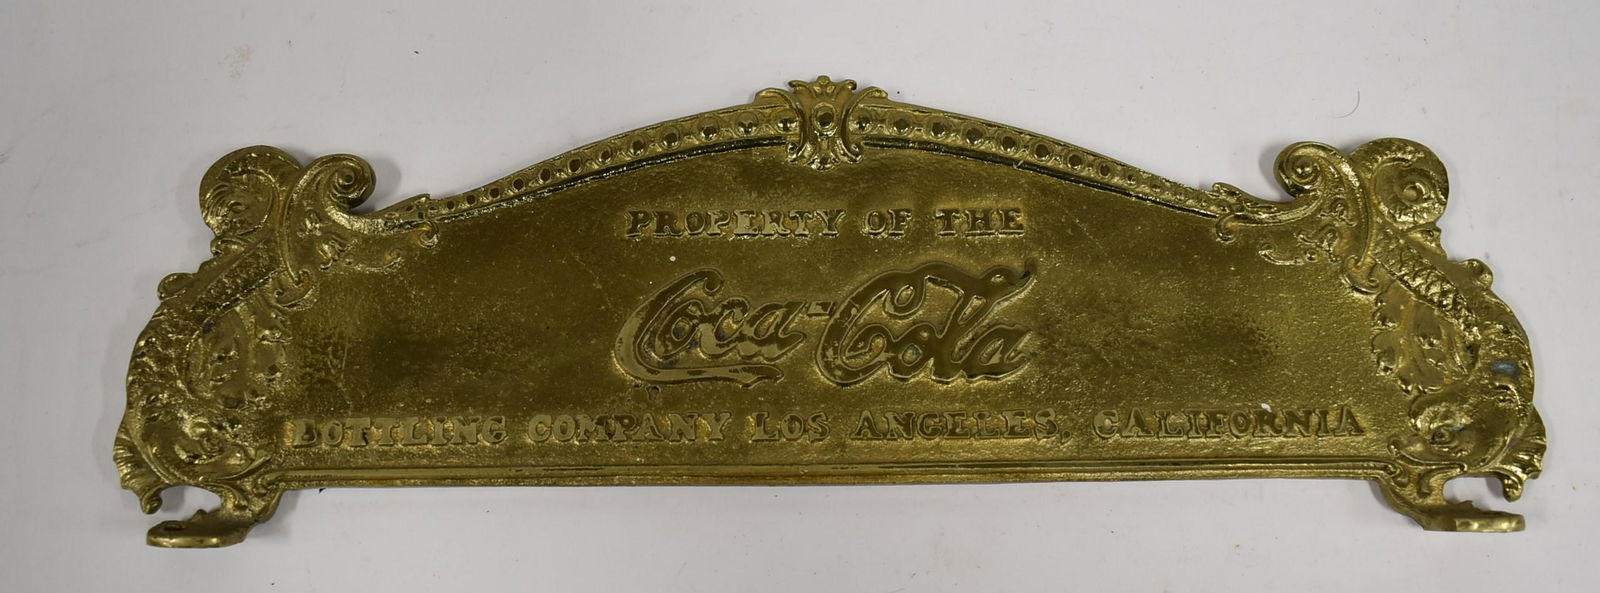 PROPERTY OF THE
Coca-Cola
BOTTLING COMPANY LOS ANGELES, CALIFORNIA